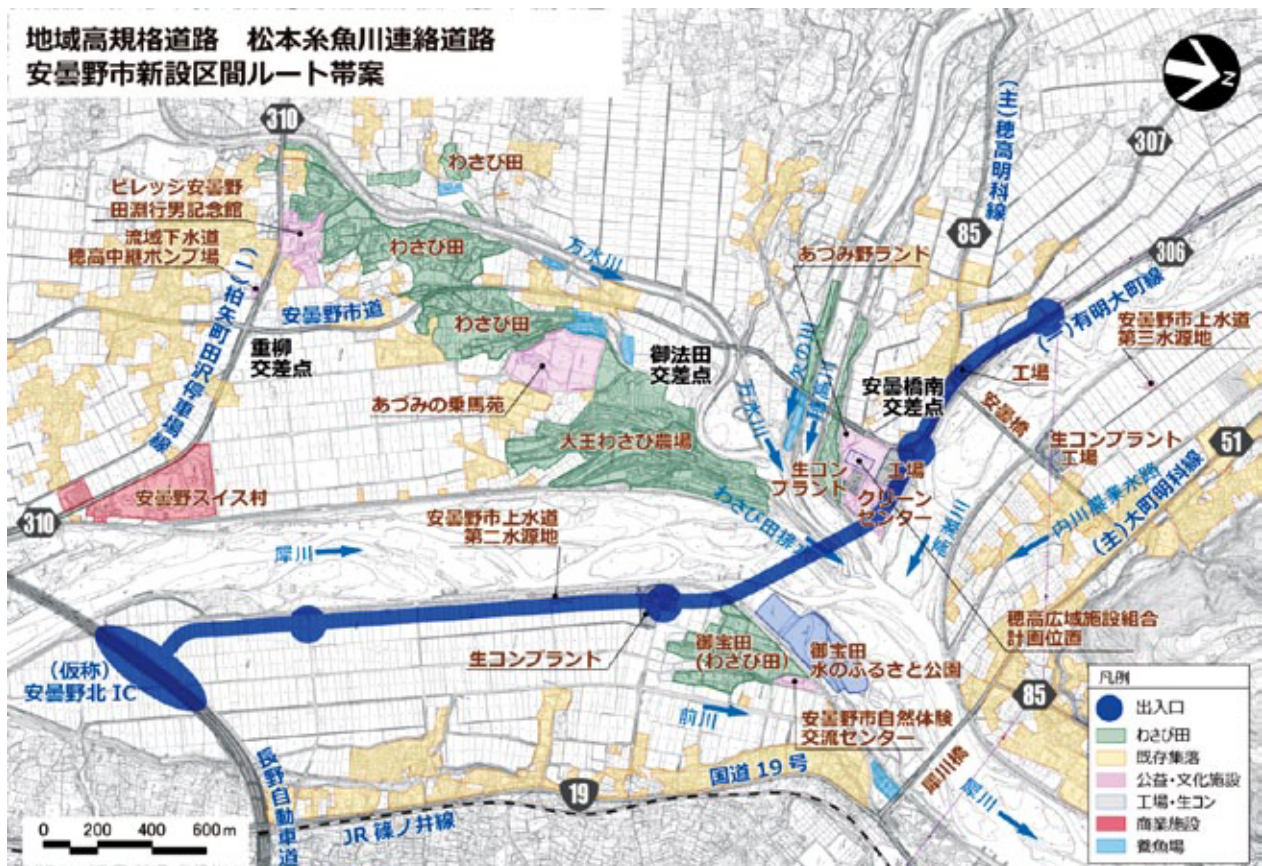 地域高規格道路 松本糸魚川連絡道路
安曇野市新設区間ルート帯案
N
310
わさび田
(主)穂高明科線
307
ビレッジ安曇野
田淵行男記念館
流域下水道
穂高中継ポンプ場
わさび田
万水川
あつみ野ランド
85
306
(一)柏矢町田沢停車場線
安曇野市道
わさび田
(一)有明大町線
安曇野市上水道
第三水源地
重柳
交差点
御法田
交差点
欠の川
穂高川
安曇橋南
交差点
工場
安曇橋
あづみの乗馬苑
万水川
生コンプラント
工場
51
大王わさび農場
生コン
プラント
工場
クリーン
センター
内川農業水路
(主)大町明科線
安曇野スイス村
310
安曇野市上水道
第二水源地
わさび田排水
高瀬川
犀川
穂高広域施設組合
計画位置
(仮称)
安曇野北IC
生コンプラント
御宝田
(わさび田)
御宝田
水のふるさと公園
85
前川
安曇野市自然体験
交流センター
長野自動車道
国道19号
19
犀川橋
犀川
JR篠ノ井線
0 200 400 600m
凡例
出入口
わさび田
既存集落
公益・文化施設
工場・生コン
商業施設
養魚場